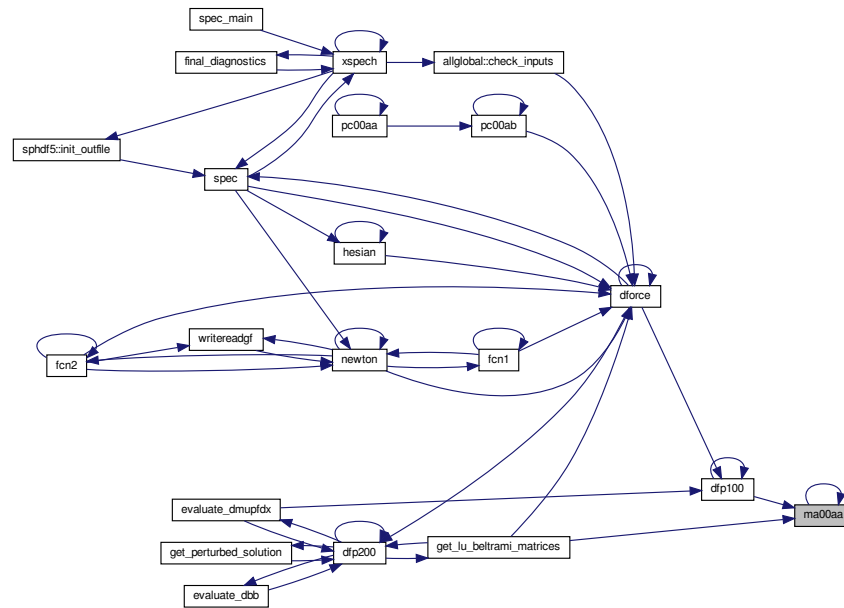 spec_main
final_diagnostics
xspech
allglobal::check_inputs
pc00aa
pc00ab
sphdf5::init_outfile
spec
hesian
dforce
writereadgf
fcn2
newton
fcn1
dfp100
evaluate_dmupfdx
ma00aa
get_perturbed_solution
dfp200
get_lu_beltrami_matrices
evaluate_dbb